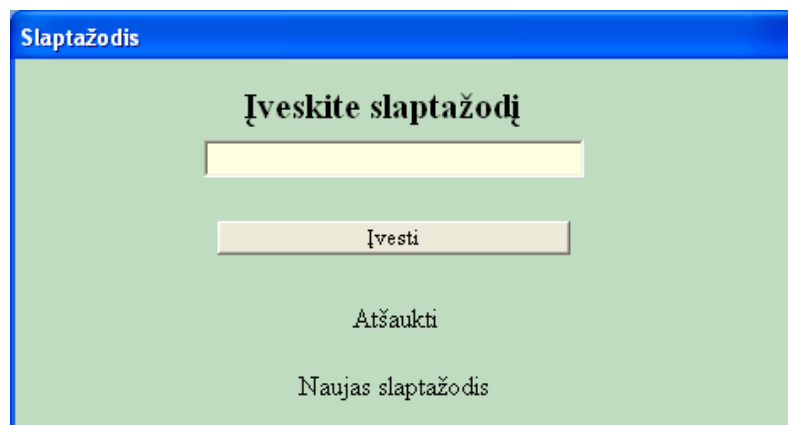 Slaptažodis
Įveskite slaptažodį
Įvesti
Atšaukti
Naujas slaptažodis